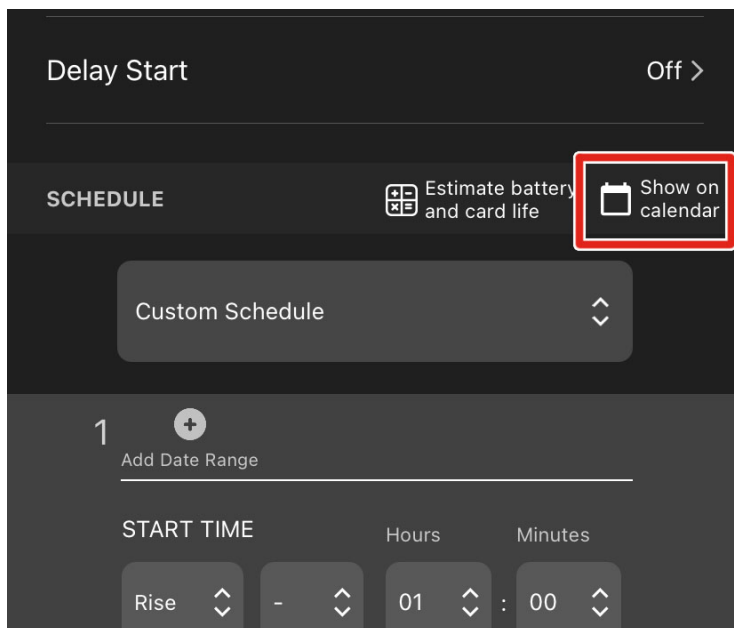 Delay Start Off
SCHEDULE Estimate battery and card life Show on calendar
Custom Schedule
1
Add Date Range
START TIME Hours Minutes
Rise - 01 : 00